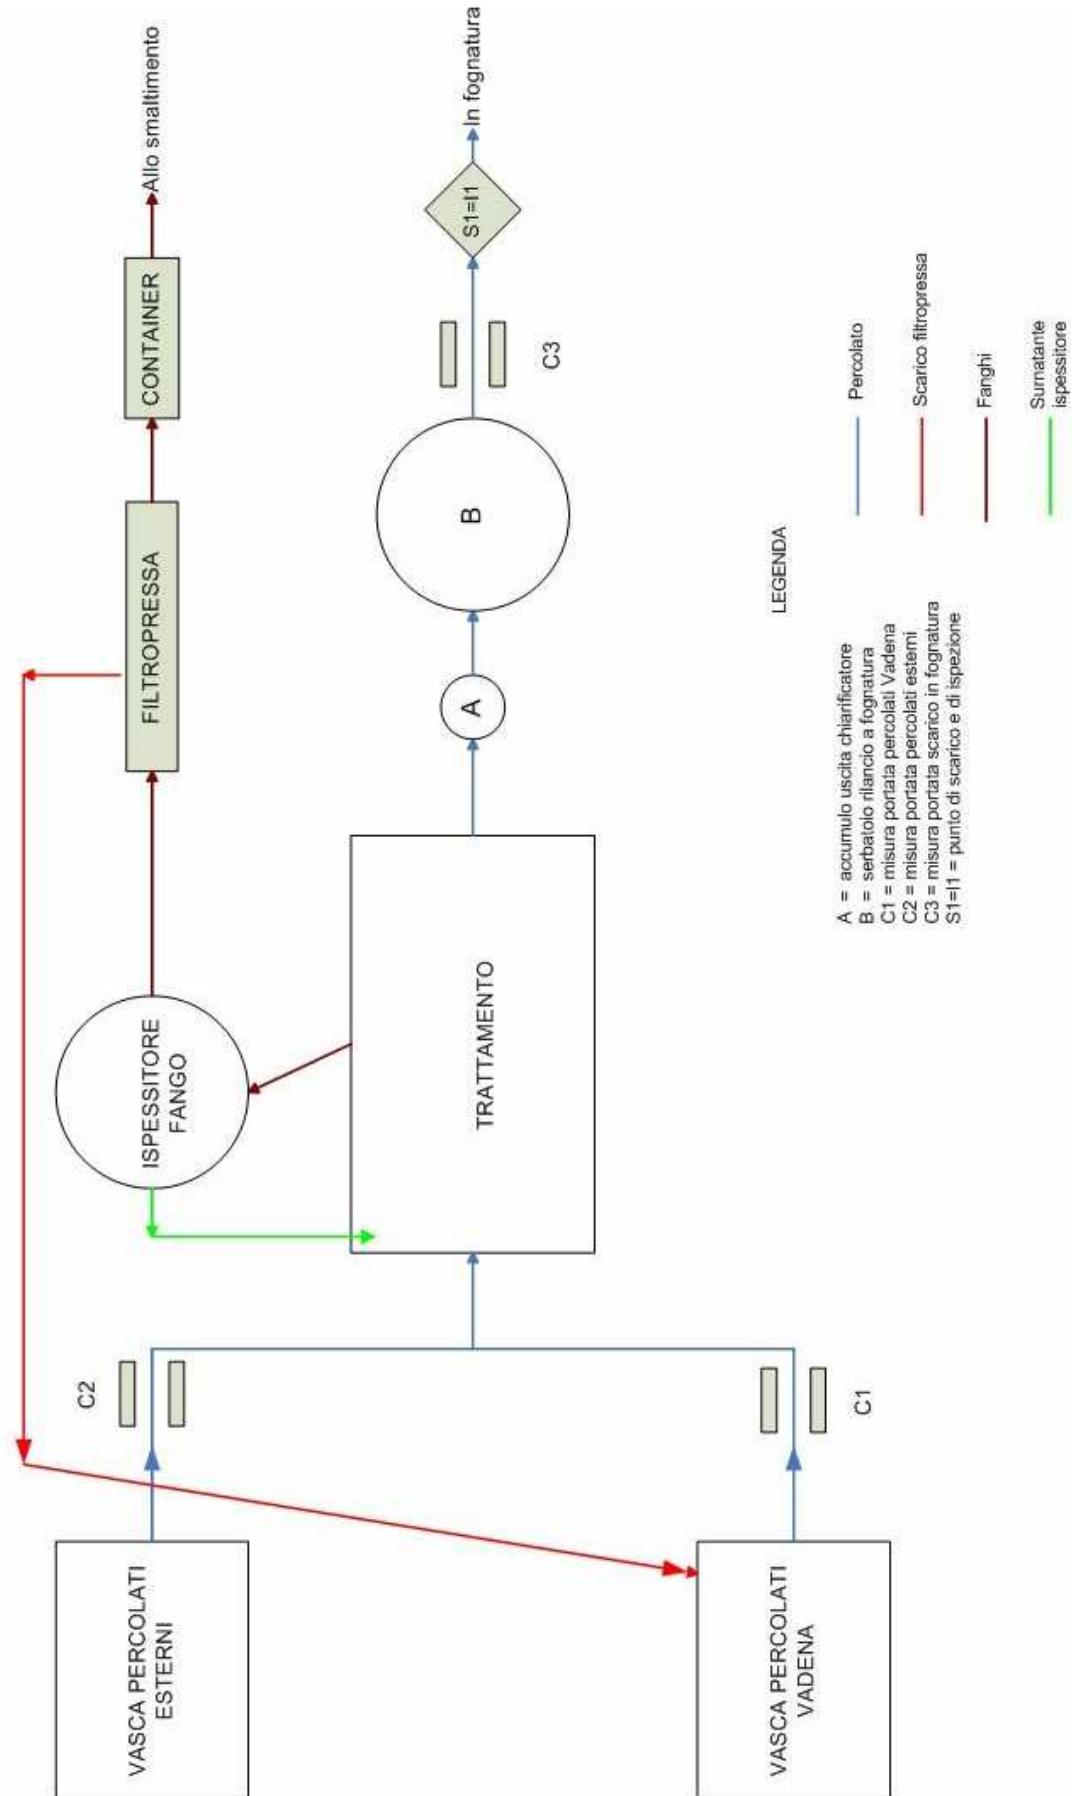 VASCA PERCOLATI
ESTERNI
C2
ISPESSITORE
FANGO
FILTROPRESSA
CONTAINER
Allo smaltimento
TRATTAMENTO
A
B
C3
S1=I1
In fognatura
VASCA PERCOLATI
VADENA
C1
LEGENDA
A = accumulo uscita chiarificatore
B = serbatoio rilancio a fognatura
C1 = misura portata percolati Vadena
C2 = misura portata percolati esterni
C3 = misura portata scarico in fognatura
S1=I1 = punto di scarico e di ispezione
Percolato
Scarico filtropressa
Fanghi
Surnatante
ispessitore